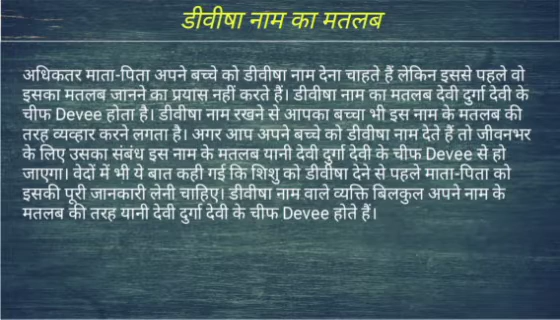 डीवीषा नाम का मतलब
अधिकतर माता-पिता अपने बच्चे को डीवीषा नाम देना चाहते हैं लेकिन इससे पहले वो
इसका मतलब जानने का प्रयास नहीं करते हैं। डीवीषा नाम का मतलब देवी दुर्गा देवी के
चीफ Devee होता है। डीवीषा नाम रखने से आपका बच्चा भी इस नाम के मतलब की
तरह व्यव्हार करने लगता है। अगर आप अपने बच्चे को डीवीषा नाम देते हैं तो जीवनभर
के लिए उसका संबंध इस नाम के मतलब यानी देवी दुर्गा देवी के चीफ Devee से हो
जाएगा। वेदों में भी ये बात कही गई कि शिशु को डीवीषा देने से पहले माता-पिता को
इसकी पूरी जानकारी लेनी चाहिए। डीवीषा नाम वाले व्यक्ति बिलकुल अपने नाम के
मतलब की तरह यानी देवी दुर्गा देवी के चीफ Devee होते हैं।